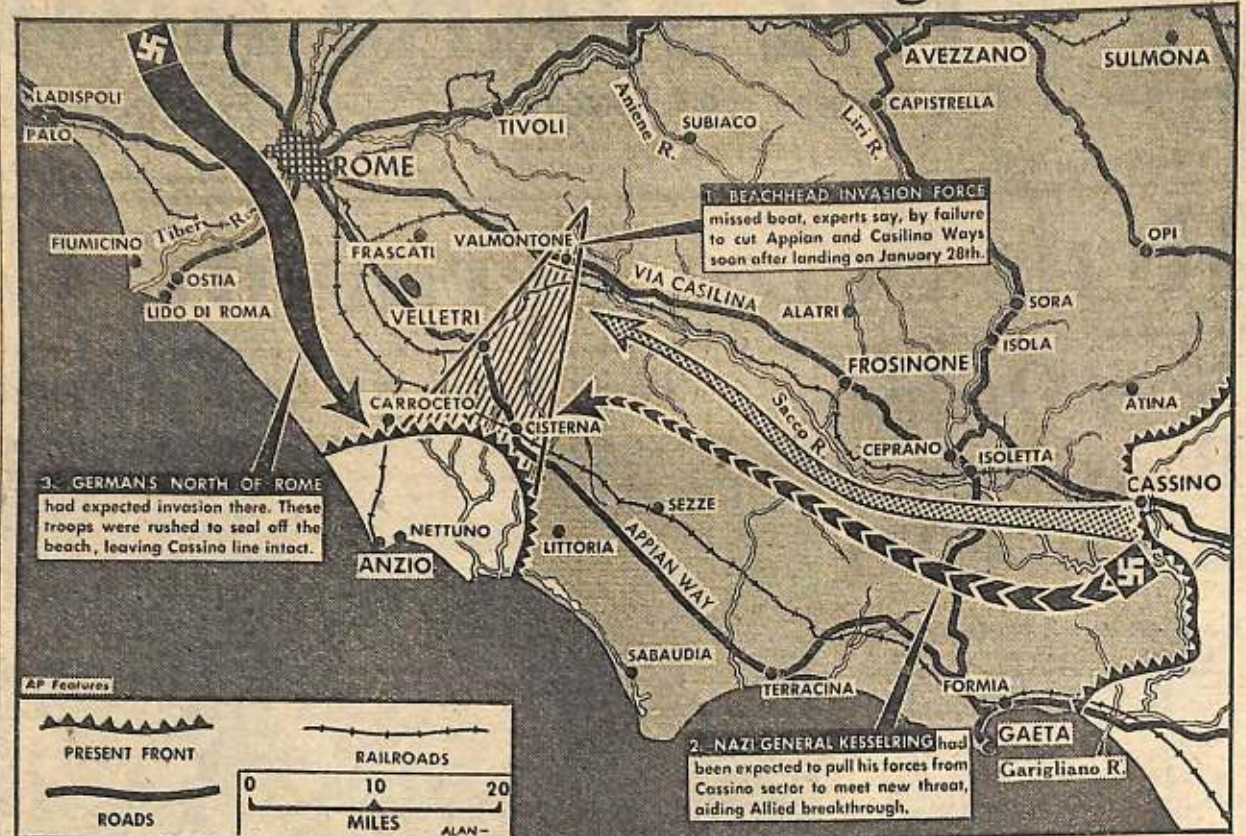 LADISPOLI
PALO
ROME
TIVOLI
Aniene R.
SUBIACO
AVEZZANO
CAPISTRELLA
Liri R.
SULMONA
1. BEACHHEAD INVASION FORCE
missed boat, experts say, by failure
to cut Appian and Casilina Ways
soon after landing on January 28th.
FIUMICINO
Tiber R.
OSTIA
LIDO DI ROMA
FRASCATI
VALMONTONE
VELLETRI
VIA CASILINA
ALATRI
OPI
SORA
ISOLA
FROSINONE
ATINA
CARROCETO
CISTERNA
Sacco R.
CEPRANO
ISOLETTA
CASSINO
3. GERMANS NORTH OF ROME
had expected invasion there. These
troops were rushed to seal off the
beach, leaving Cassino line intact.
NETTUNO
ANZIO
LITTORIA
SEZZE
APPIAN WAY
SABAUDIA
TERRACINA
FORMIA
GAETA
Garigliano R.
2. NAZI GENERAL KESSELRING had
been expected to pull his forces from
Cassino sector to meet new threat,
aiding Allied breakthrough.
AP Features
PRESENT FRONT
RAILROADS
ROADS
0 10 20
MILES
ALAN—